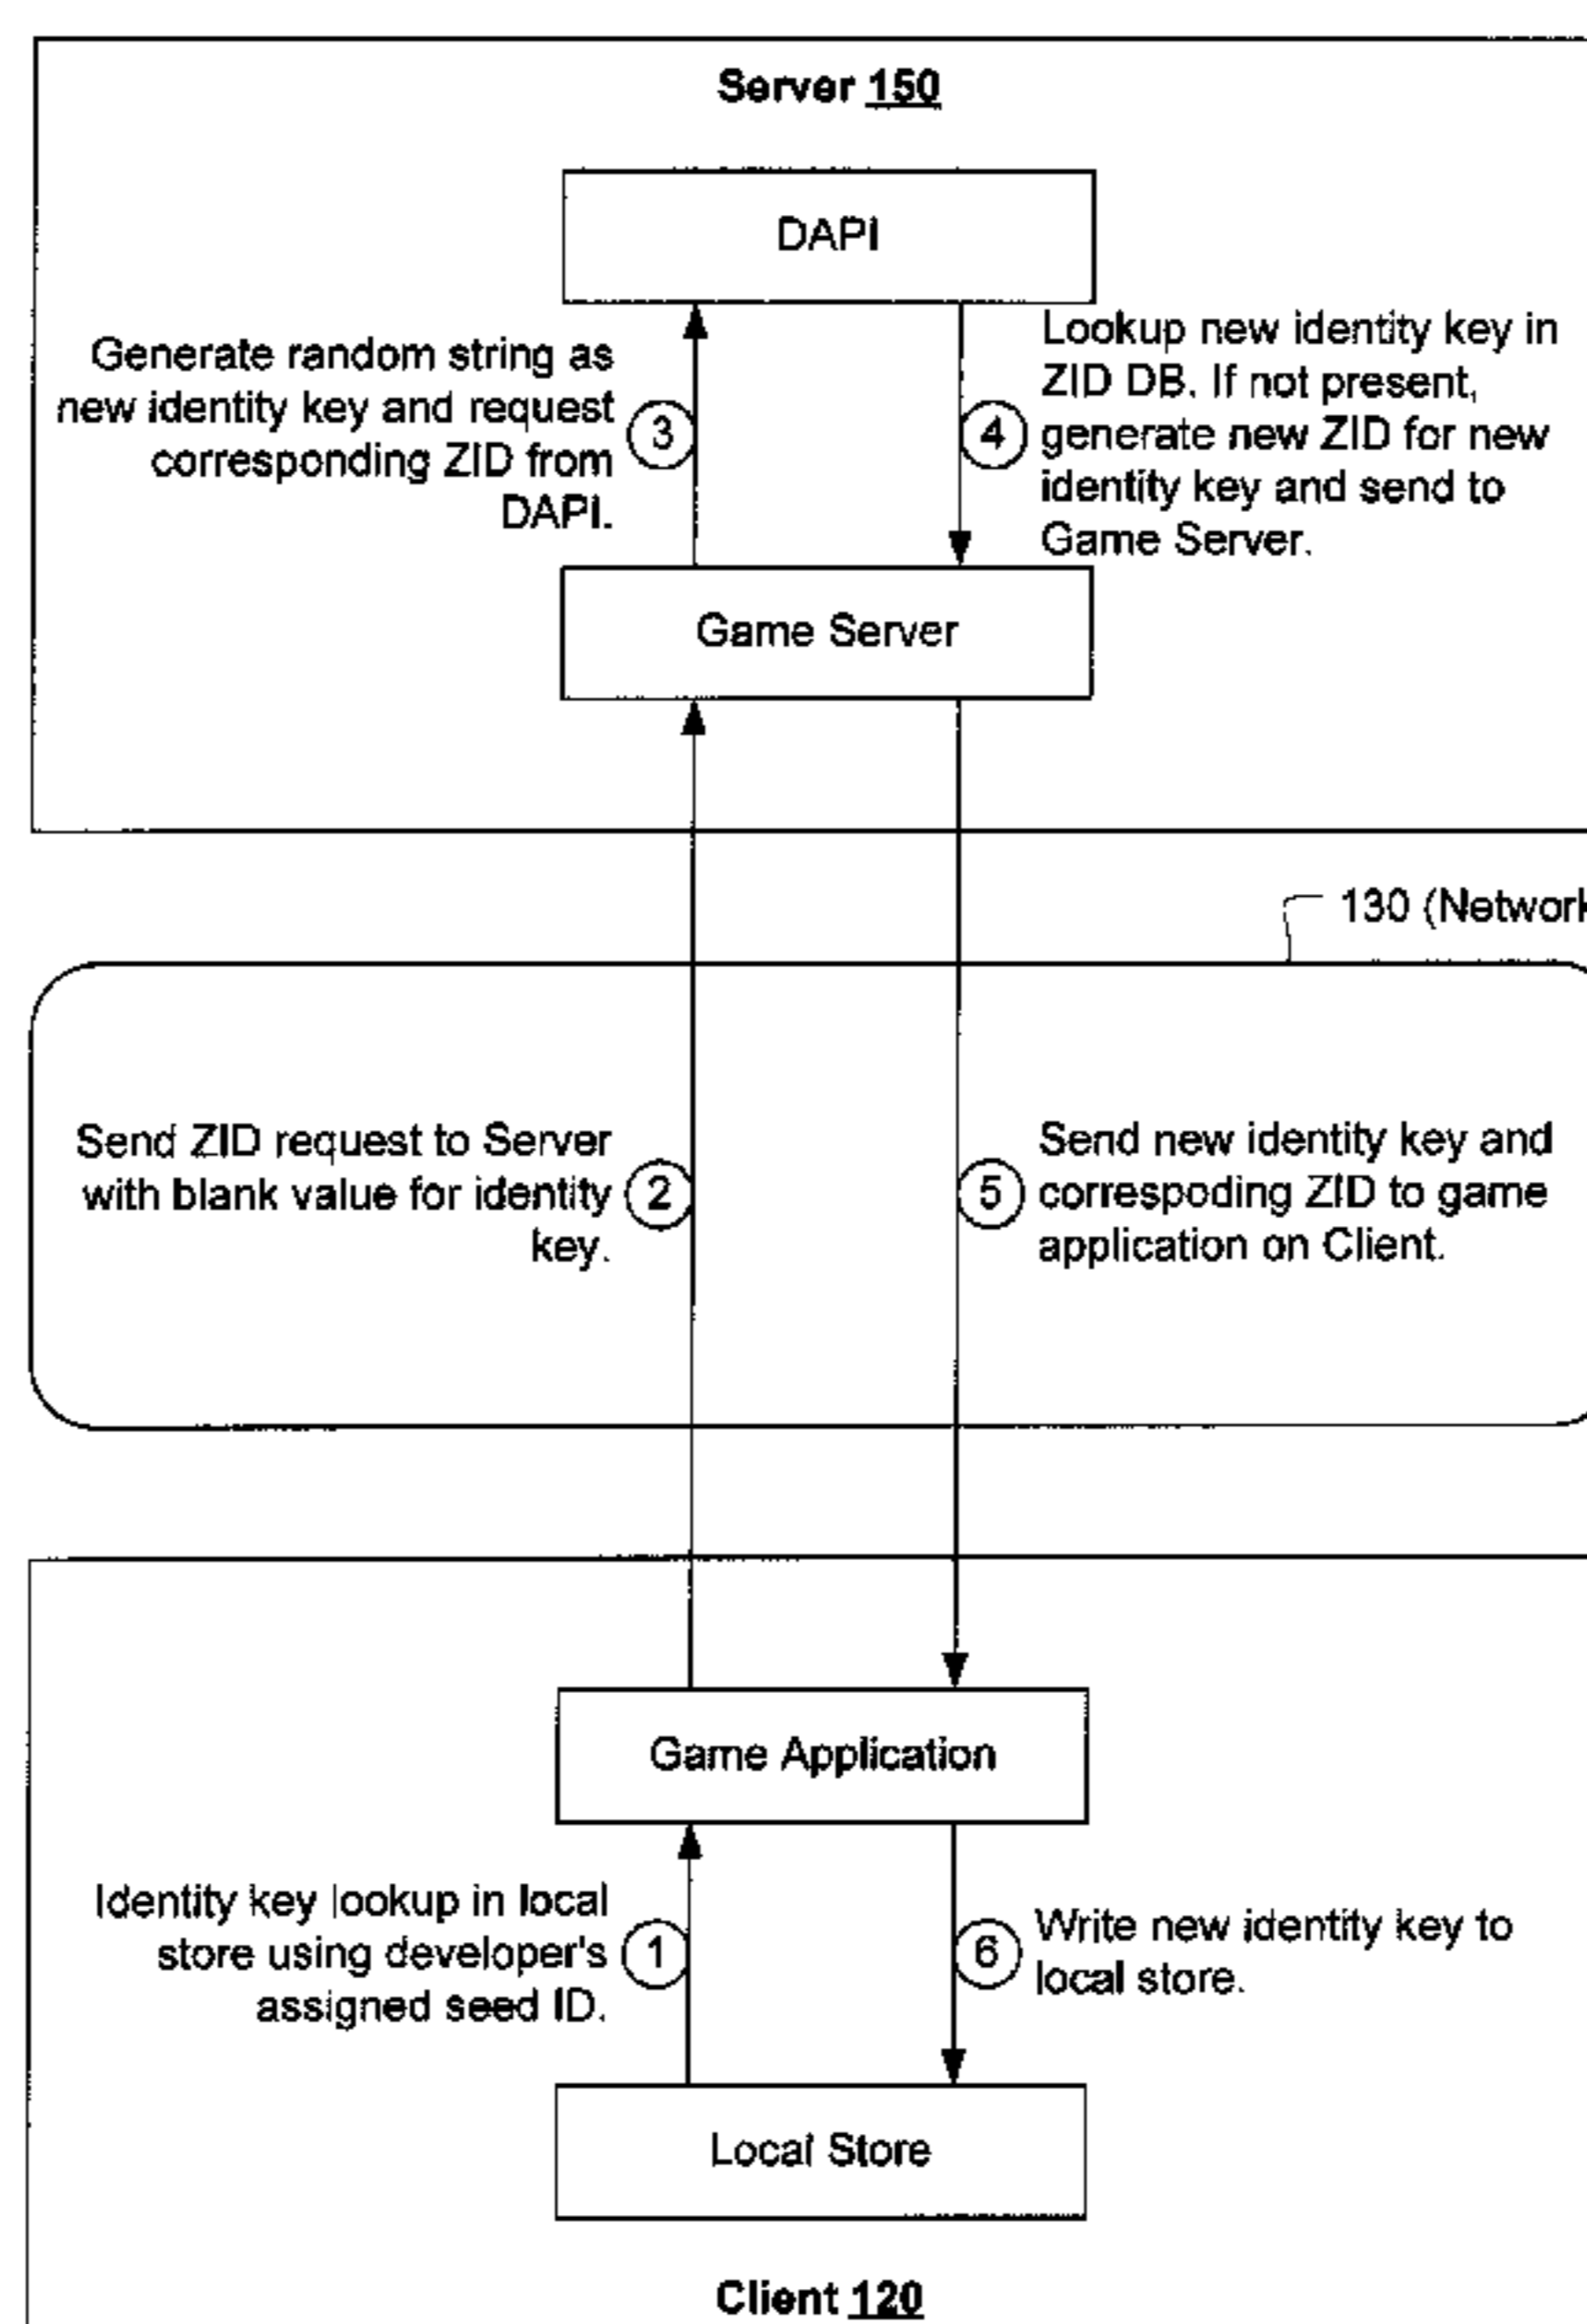 Server 150
DAPI
Generate random string as
new identity key and request
corresponding ZID from
DAPI.
3
4
Lookup new identity key in
ZID DB. If not present,
generate new ZID for new
identity key and send to
Game Server.
Game Server
130 (Network
Send ZID request to Server
with blank value for identity
key.
2
5
Send new identity key and
correspoding ZID to game
application on Client.
Game Application
Identity key lookup in local
store using developer's
assigned seed ID.
1
6
Write new identity key to
local store.
Local Store
Client 120